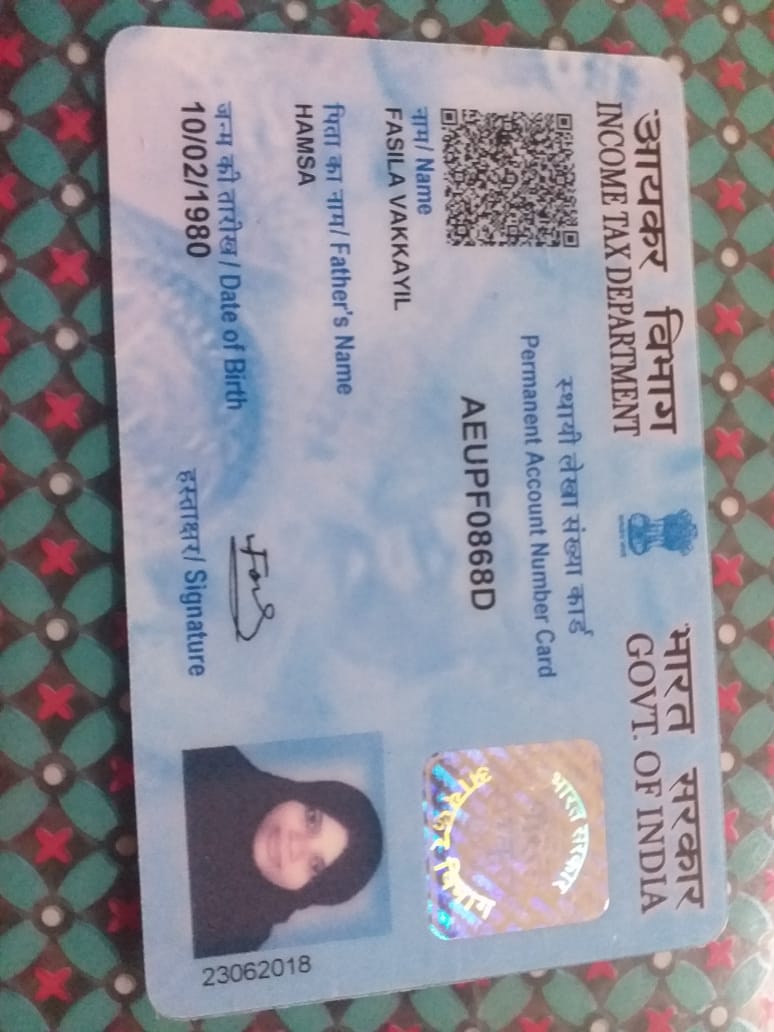 आयकर विभाग
INCOME TAX DEPARTMENT
भारत सरकार
GOVT. OF INDIA
स्थायी लेखा संख्या कार्ड
Permanent Account Number Card
AEUPF0868D
नाम/ Name
FASILA VAKKAYIL
पिता का नाम/ Father's Name
HAMSA
जन्म की तारीख/ Date of Birth
10/02/1980
हस्ताक्षर/ Signature
भारत सरकार
आयकर विभाग
23062018